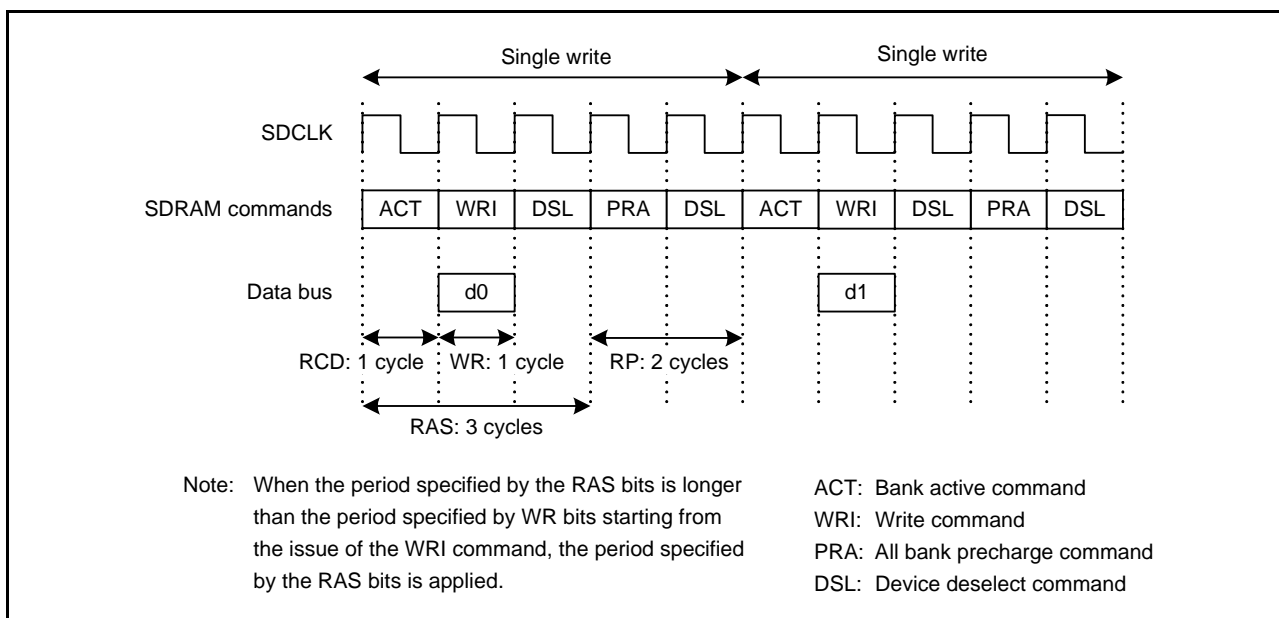 Single write Single write
SDCLK
SDRAM commands ACT WRI DSL PRA DSL ACT WRI DSL PRA DSL
Data bus d0 d1
RCD: 1 cycle WR: 1 cycle RP: 2 cycles
RAS: 3 cycles
Note: When the period specified by the RAS bits is longer
than the period specified by WR bits starting from
the issue of the WRI command, the period specified
by the RAS bits is applied.
ACT: Bank active command
WRI: Write command
PRA: All bank precharge command
DSL: Device deselect command